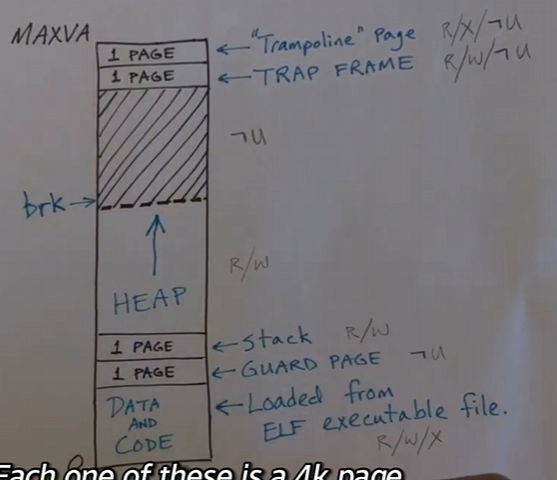 MAXVA
1 PAGE ← "Trampoline" Page R/X/¬U
1 PAGE ← TRAP FRAME R/W/¬U
¬U
brk →
R/W
HEAP
1 PAGE ← Stack R/W
1 PAGE ← GUARD PAGE ¬U
DATA ← Loaded from
AND ELF executable file.
CODE R/W/X
0
Each one of these is a 4k page